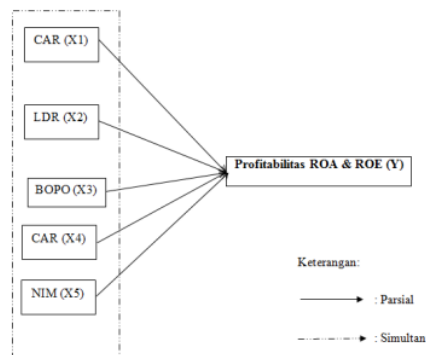 CAR (X1)
LDR (X2)
Profitabilitas ROA & ROE (Y)
BOPO (X3)
CAR (X4)
NIM (X5)
Keterangan:
: Parsial
: Simultan